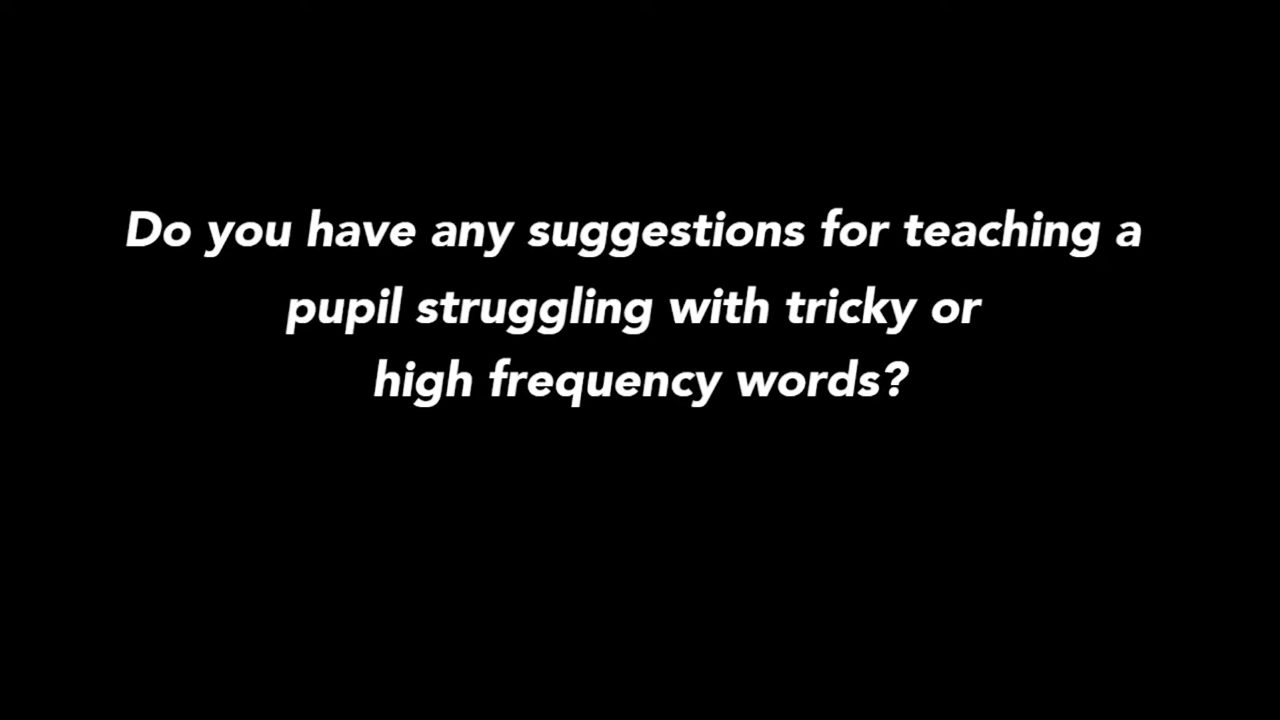 Do you have any suggestions for teaching a
pupil struggling with tricky or
high frequency words?